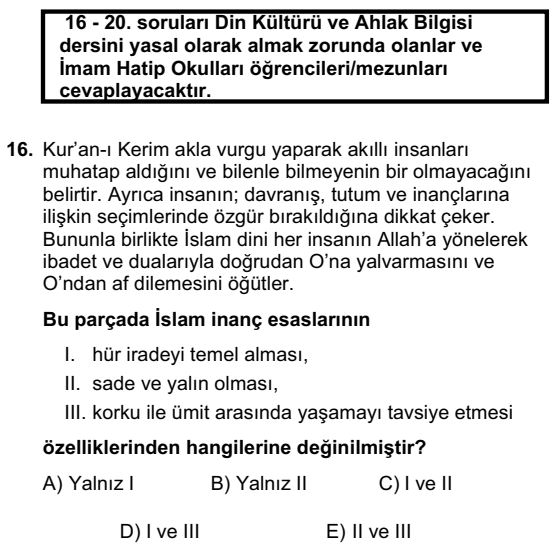 16 - 20. soruları Din Kültürü ve Ahlak Bilgisi
dersini yasal olarak almak zorunda olanlar ve
İmam Hatip Okulları öğrencileri/mezunları
cevaplayacaktır.
16. Kur'an-ı Kerim akla vurgu yaparak akıllı insanları
muhatap aldığını ve bilenle bilmeyenin bir olmayacağını
belirtir. Ayrıca insanın; davranış, tutum ve inançlarına
ilişkin seçimlerinde özgür bırakıldığına dikkat çeker.
Bununla birlikte İslam dini her insanın Allah'a yönelerek
ibadet ve dualarıyla doğrudan O'na yalvarmasını ve
O'ndan af dilemesini öğütler.
Bu parçada İslam inanç esaslarının
I. hür iradeyi temel alması,
II. sade ve yalın olması,
III. korku ile ümit arasında yaşamayı tavsiye etmesi
özelliklerinden hangilerine değinilmiştir?
A) Yalnız I B) Yalnız II C) I ve II
D) I ve III E) II ve III